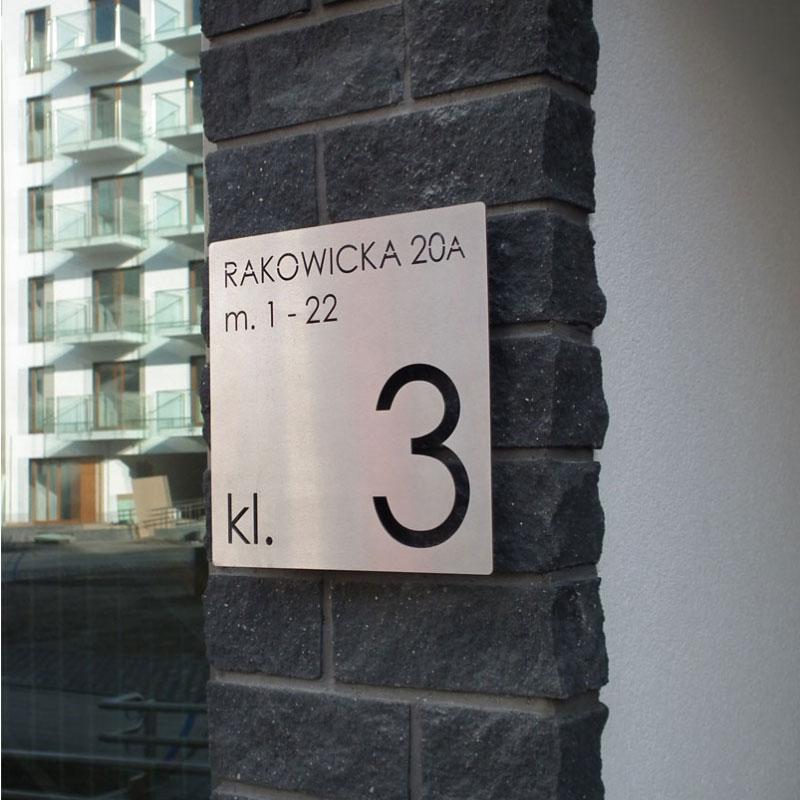 RAKOWICKA 20A
m. 1 - 22
kl. 3